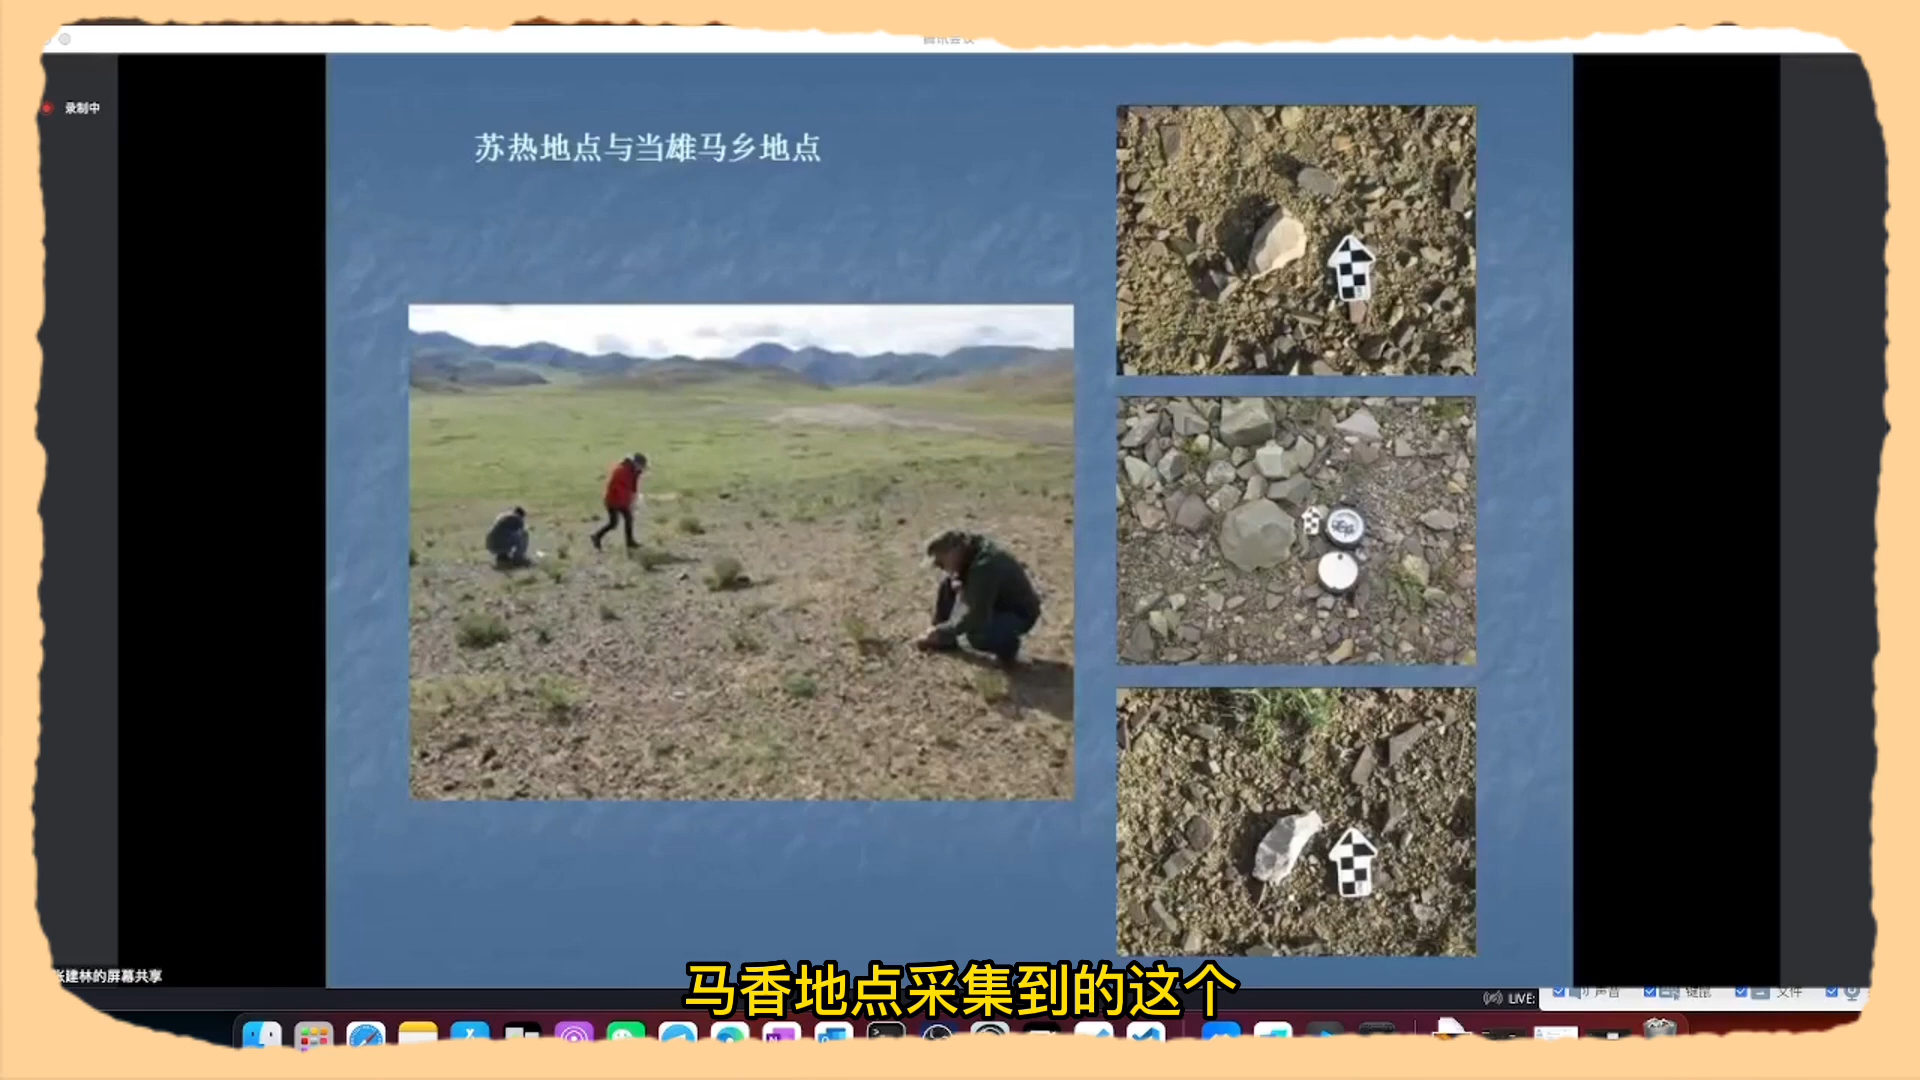 录制中
苏热地点与当雄马乡地点
建林的屏幕共享
马香地点采集到的这个
LIVE: